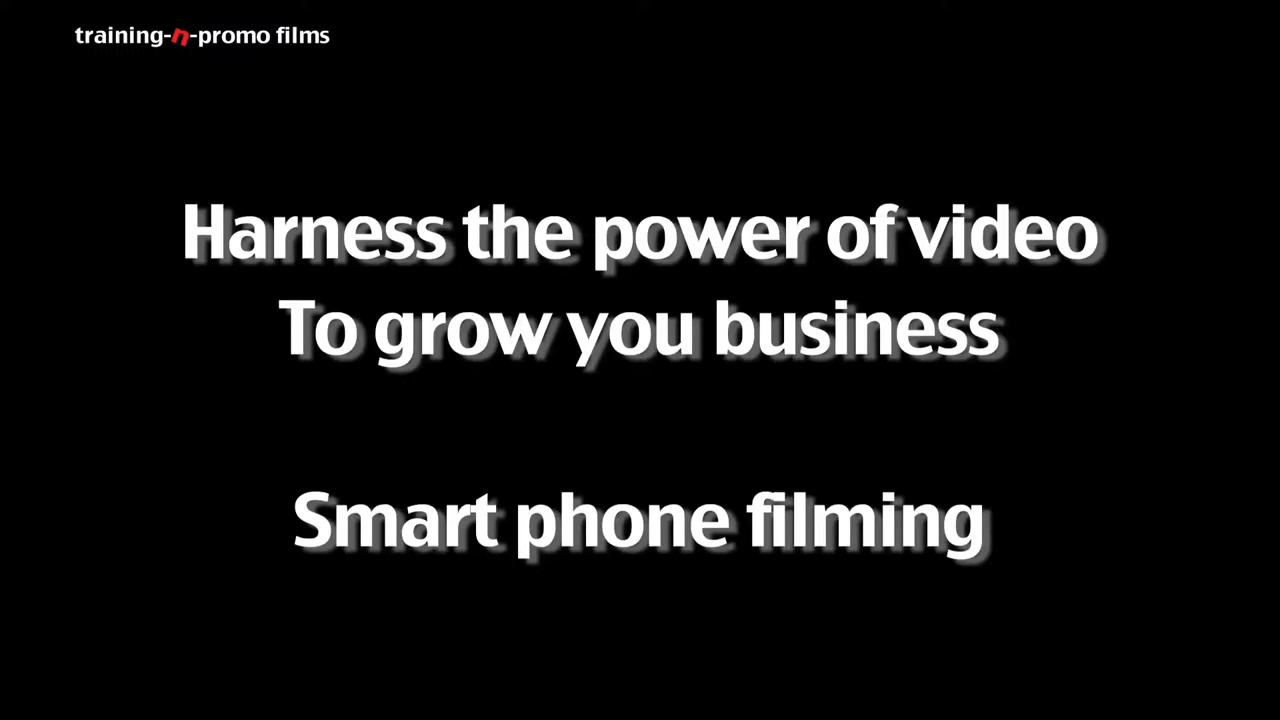 training-n-promo films
Harness the power of video
To grow you business
Smart phone filming